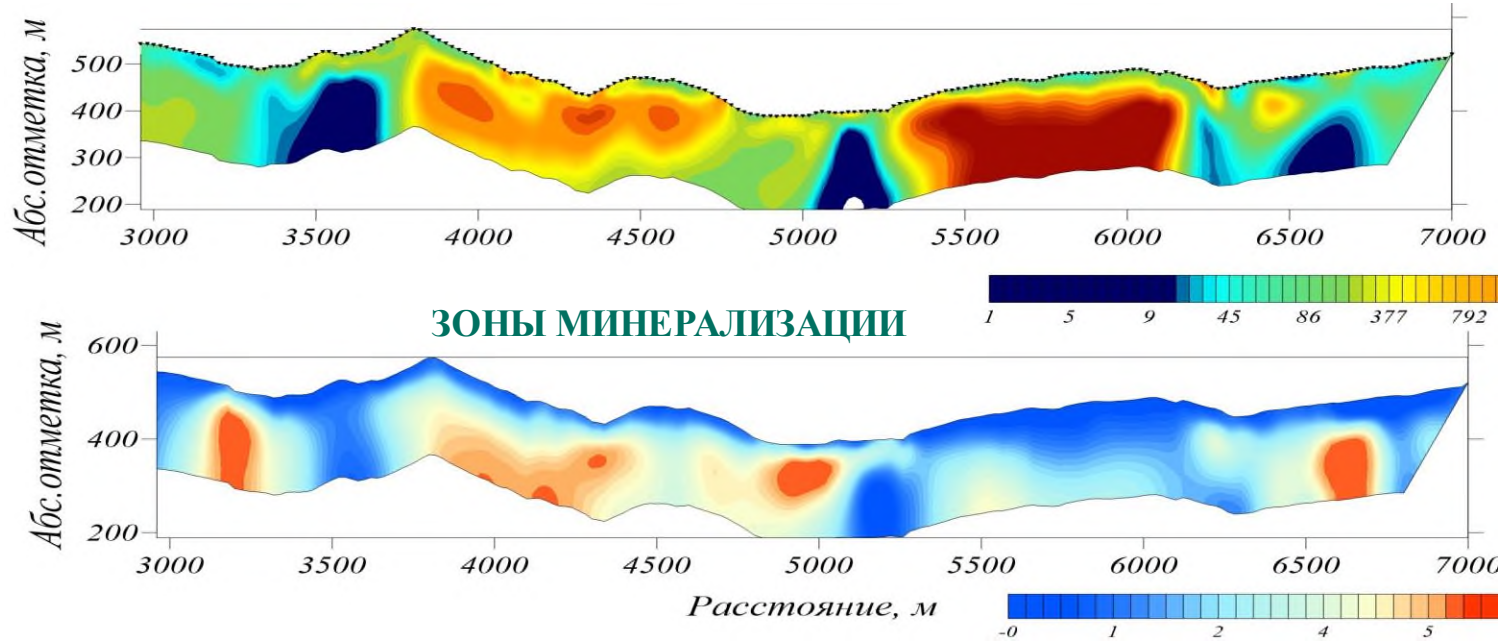 Абс.отметка, м
500
400
300
200
3000 3500 4000 4500 5000 5500 6000 6500 7000
1 5 9 45 86 377 792
ЗОНЫ МИНЕРАЛИЗАЦИИ
Абс.отметка, м
600
400
200
3000 3500 4000 4500 5000 5500 6000 6500 7000
Расстояние, м
-0 1 2 4 5